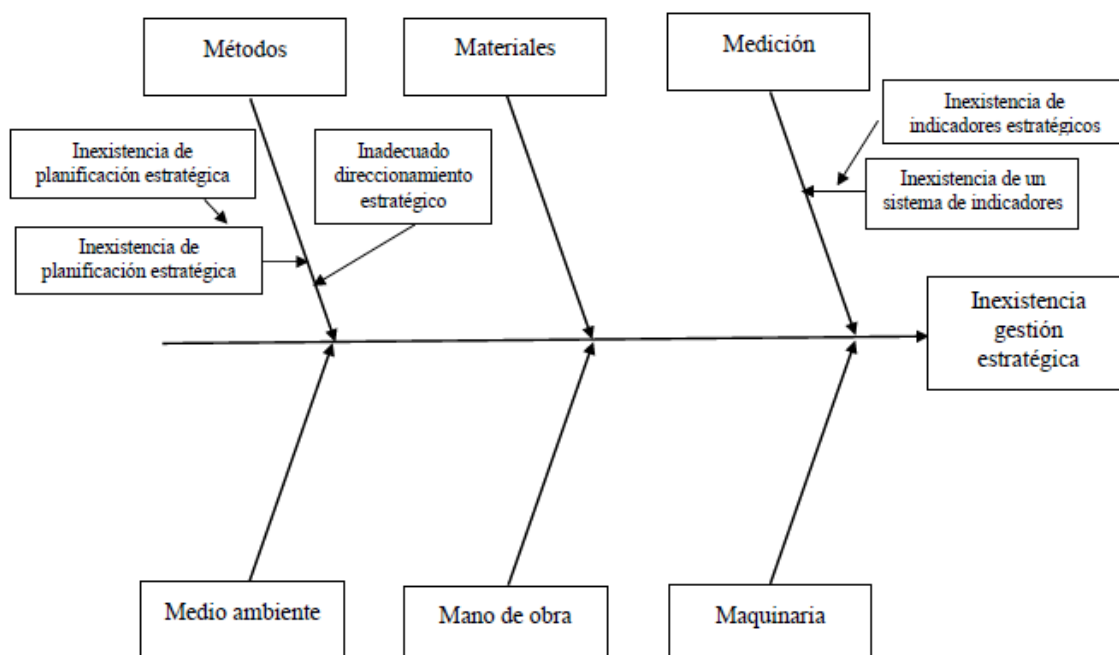 Métodos
Materiales
Medición
Inexistencia de
indicadores estratégicos
Inexistencia de
planificación estratégica
Inadecuado
direccionamiento
estratégico
Inexistencia de un
sistema de indicadores
Inexistencia de
planificación estratégica
Inexistencia
gestión
estratégica
Medio ambiente
Mano de obra
Maquinaria